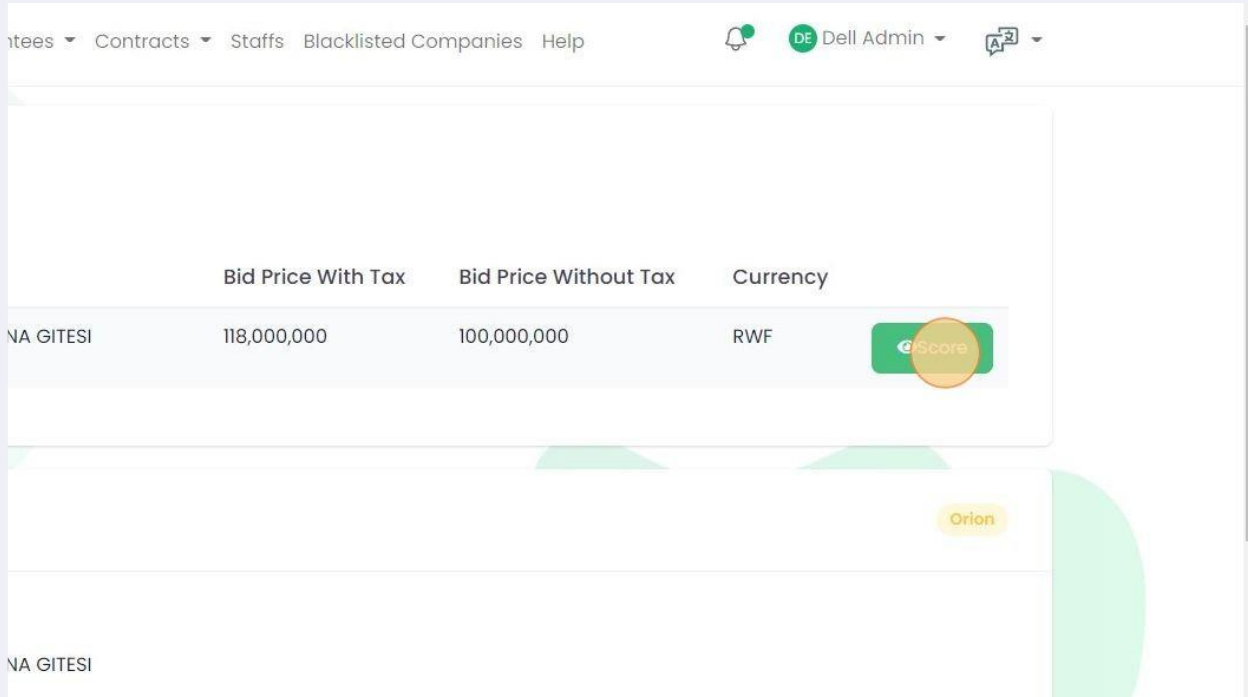 ntees Contracts Staffs Blacklisted Companies Help DE Dell Admin
Bid Price With Tax Bid Price Without Tax Currency
NA GITESI 118,000,000 100,000,000 RWF Score
Orion
NA GITESI